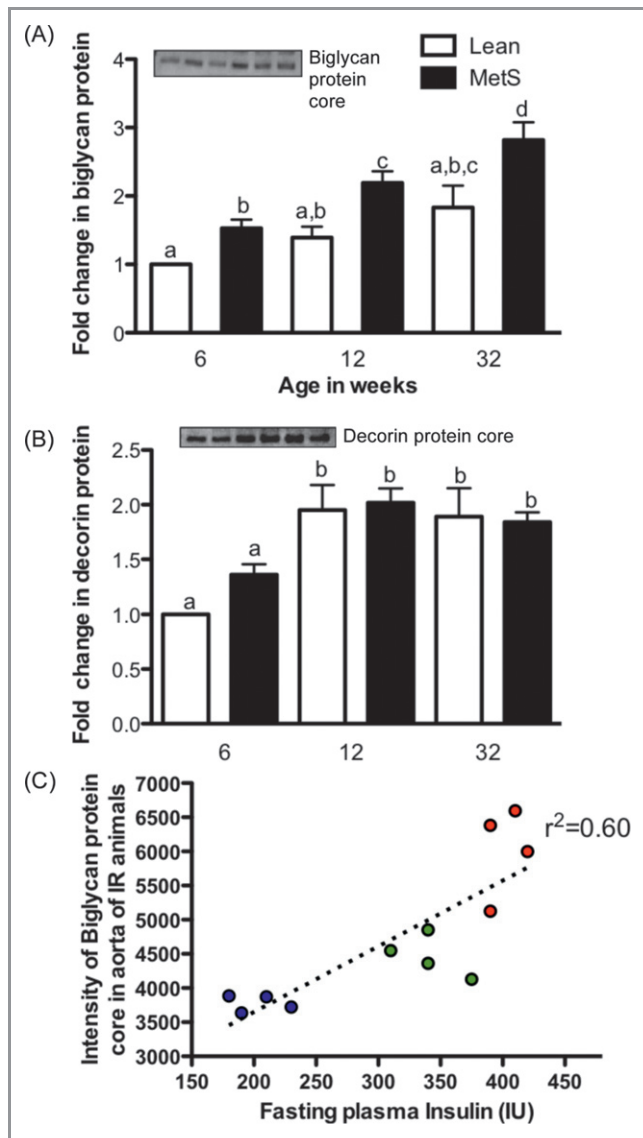 (A)
Fold change in biglycan protein
4
3
2
1
0
Biglycan
protein
core
Lean
MetS
a
b
a,b
c
a,b,c
d
6
12
32
Age in weeks
(B)
Fold change in decorin protein
2.5
2.0
1.5
1.0
0.5
0.0
Decorin protein core
a
a
b
b
b
b
6
12
32
(C)
Intensity of Biglycan protein
core in aorta of IR animals
7000
6500
6000
5500
5000
4500
4000
3500
3000
r2=0.60
150
200
250
300
350
400
450
Fasting plasma Insulin (IU)